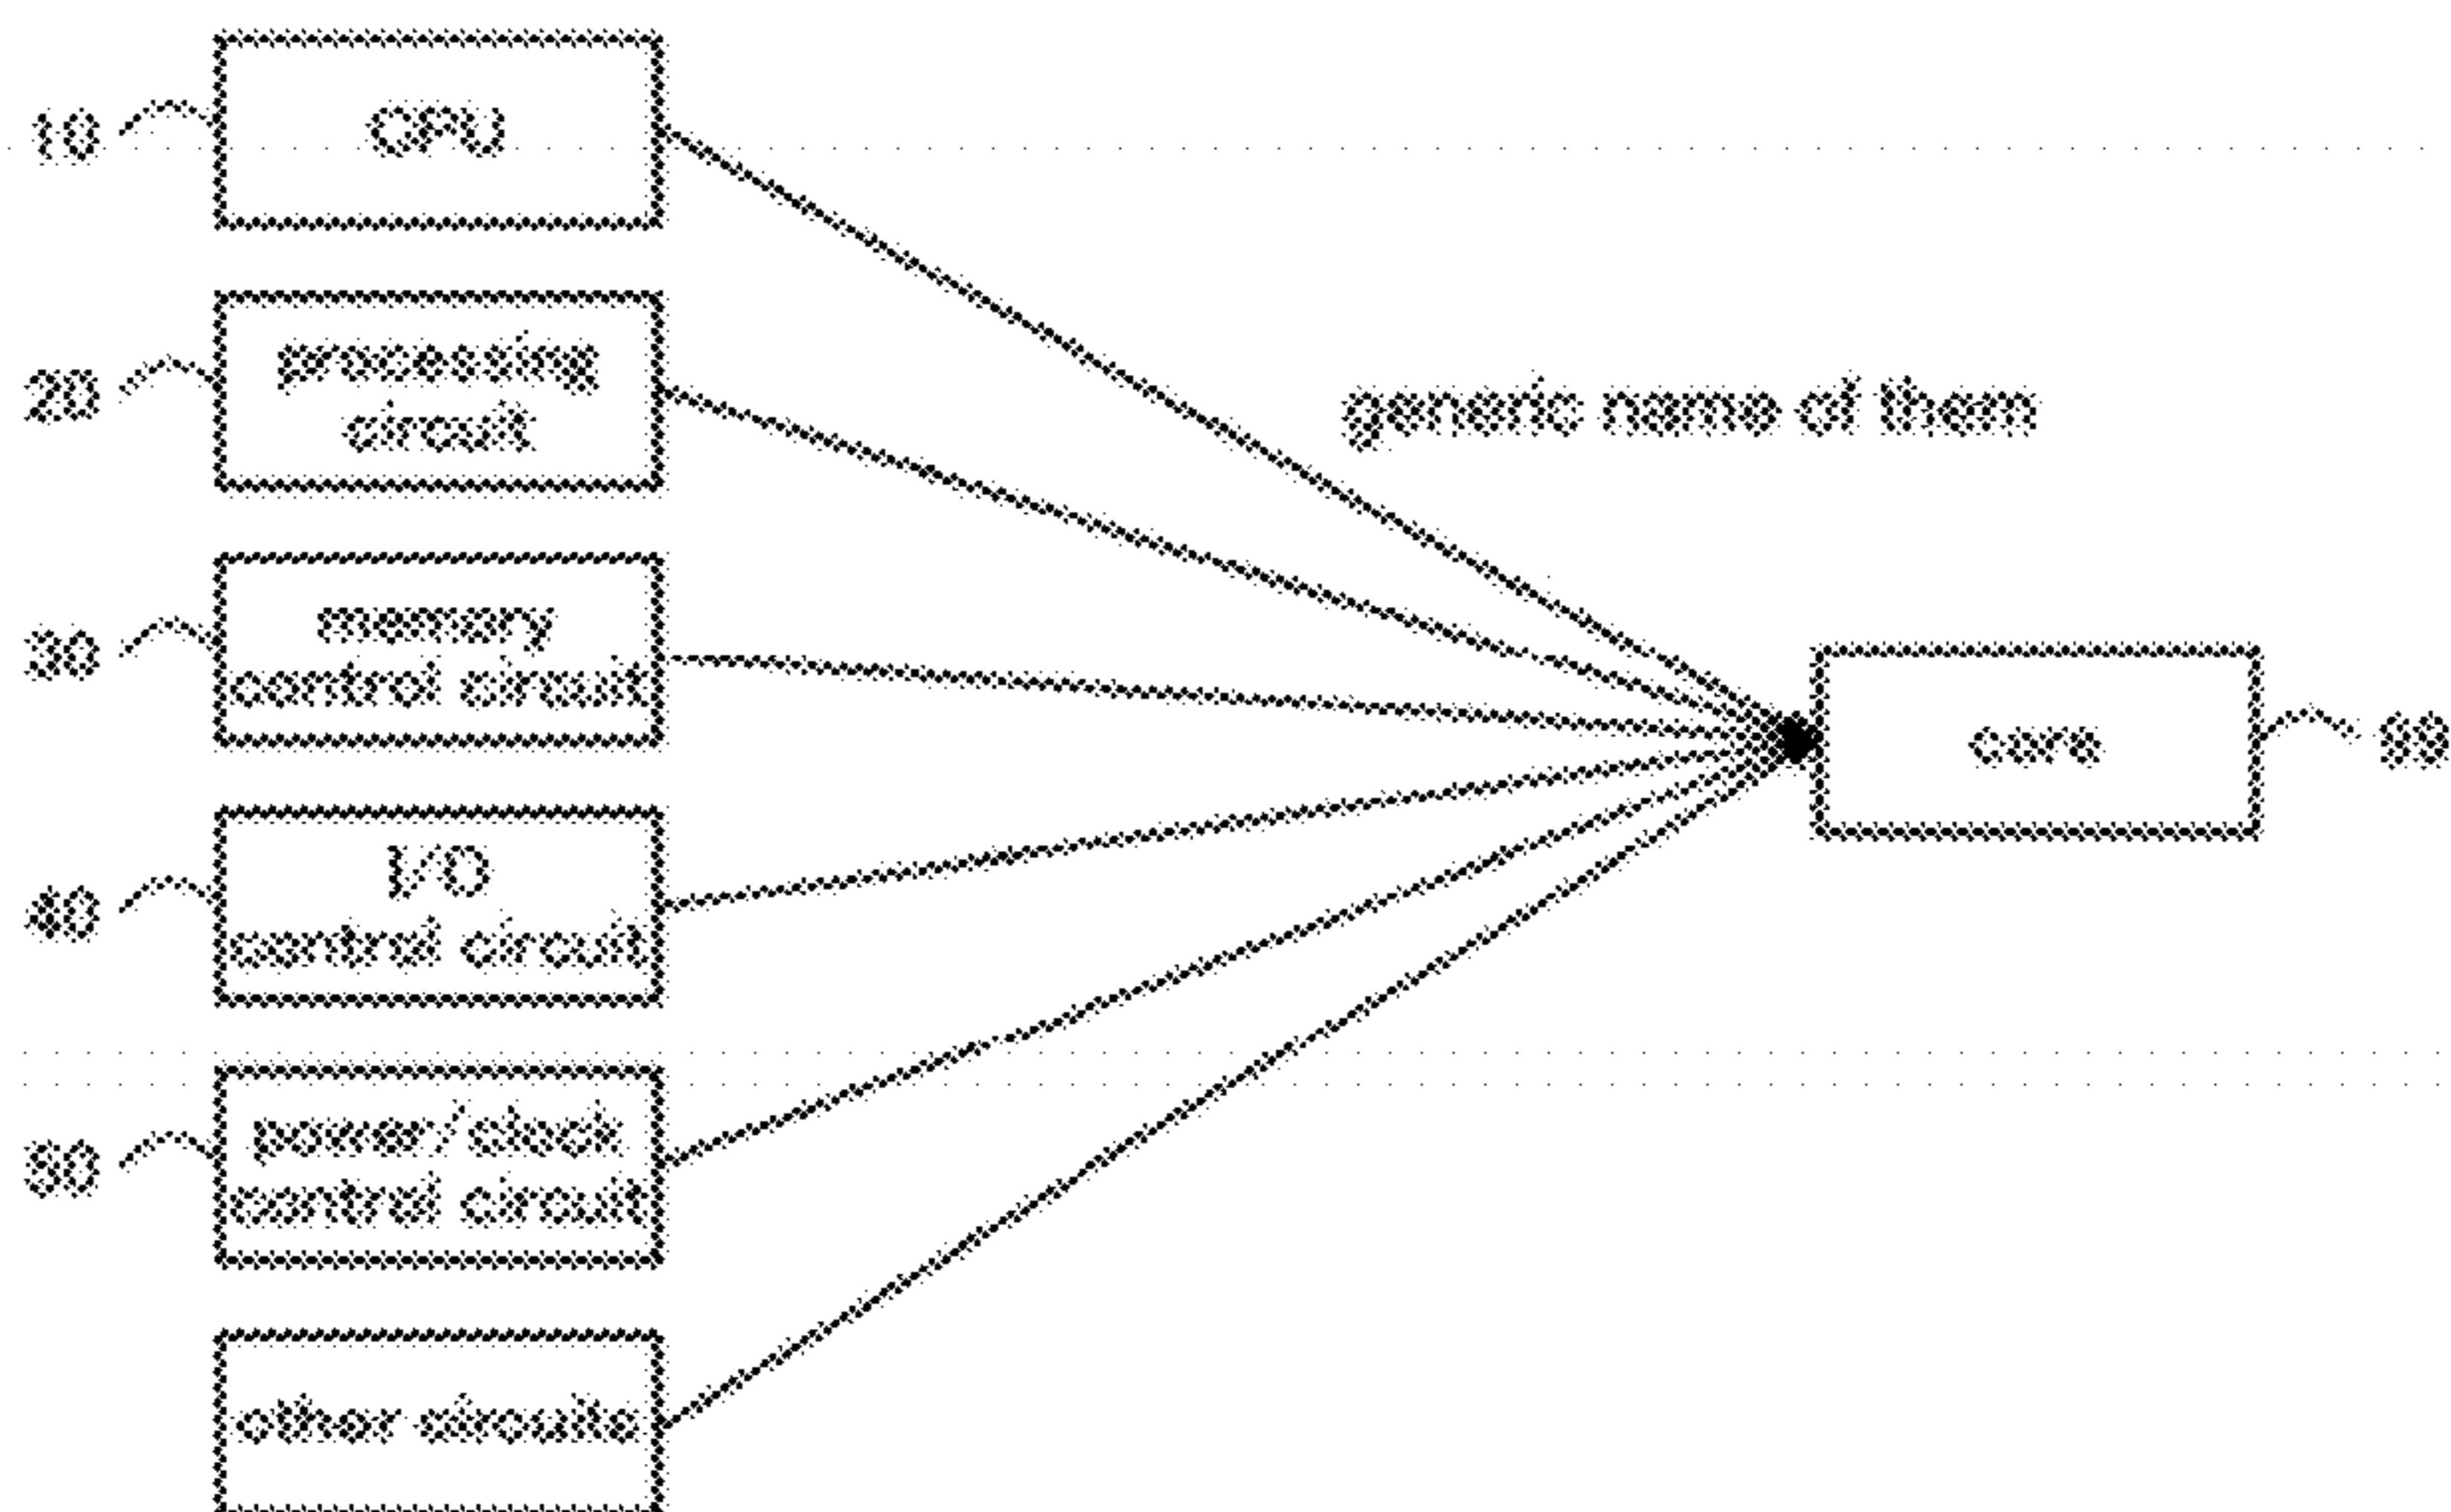 10
CPU
20
processing
circuit
generic name of them
30
memory
control circuit
core
40
I/O
control circuit
50
power/clock
control circuit
other circuits